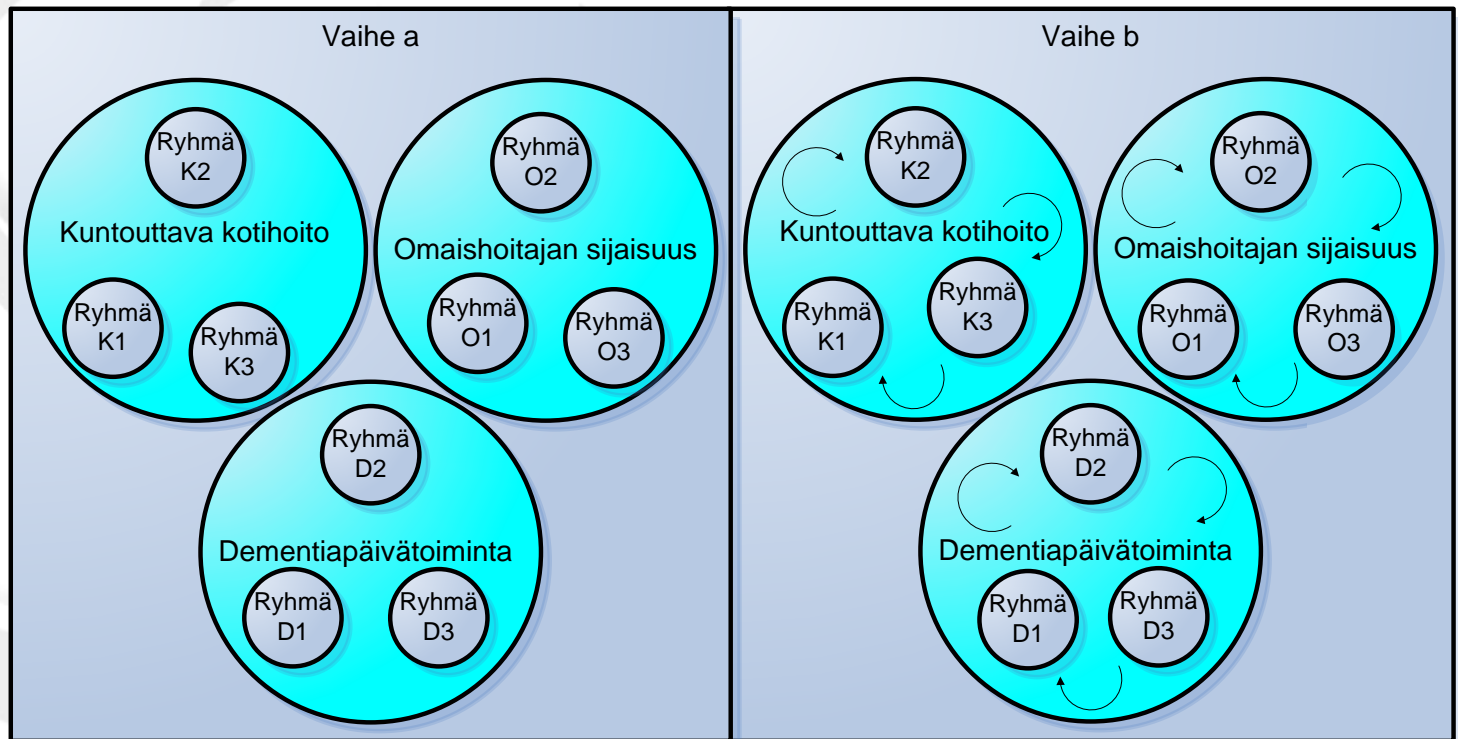 Vaihe a
Ryhmä
K2
Kuntouttava kotihoito
Ryhmä
K1
Ryhmä
K3
Ryhmä
O2
Omaishoitajan sijaisuus
Ryhmä
O1
Ryhmä
O3
Ryhmä
D2
Dementiapäivätoiminta
Ryhmä
D1
Ryhmä
D3
Vaihe b
Ryhmä
K2
Kuntouttava kotihoito
Ryhmä
K1
Ryhmä
K3
Ryhmä
O2
Omaishoitajan sijaisuus
Ryhmä
O1
Ryhmä
O3
Ryhmä
D2
Dementiapäivätoiminta
Ryhmä
D1
Ryhmä
D3